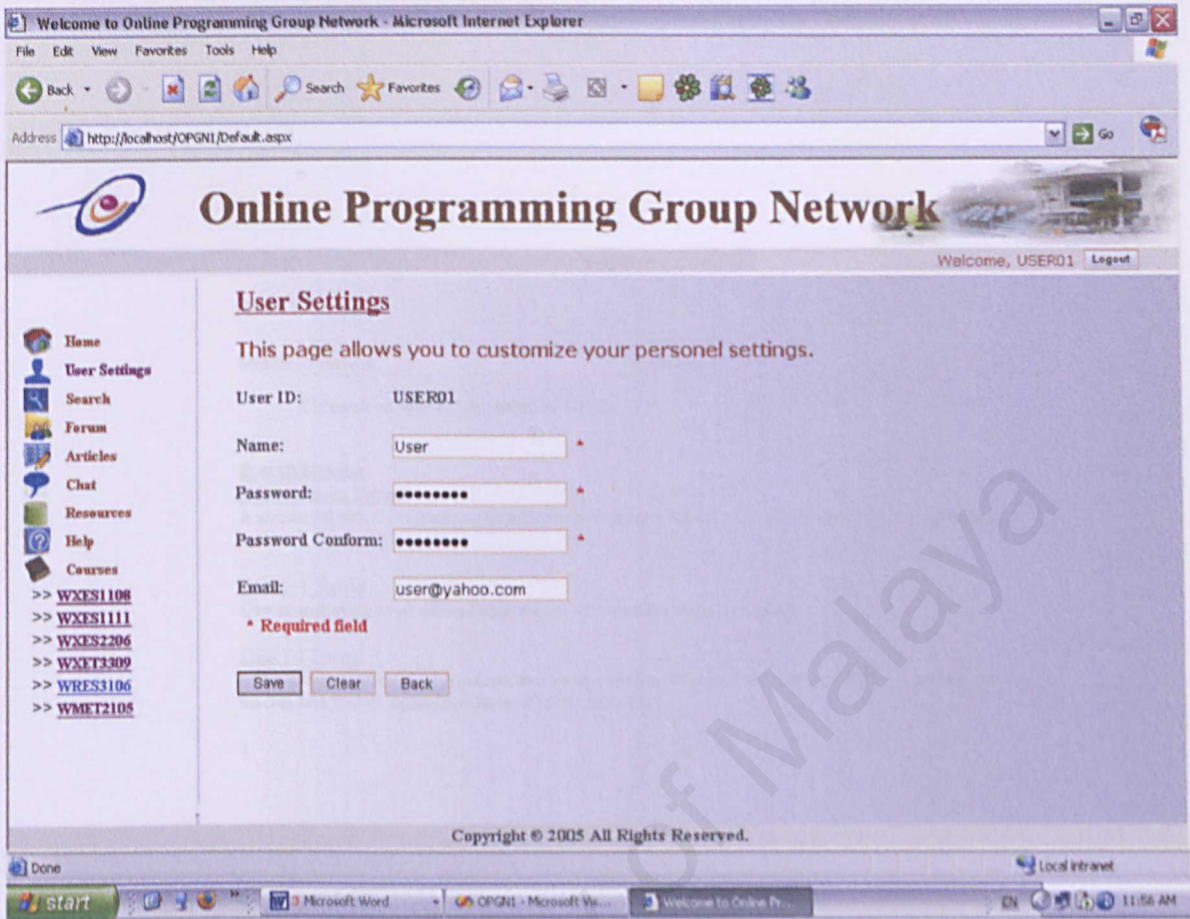 Welcome to Online Programming Group Network - Microsoft Internet Explorer
File Edit View Favorites Tools Help
Back Search Favorites
Address http://localhost/OPGN1/Default.aspx Go
Online Programming Group Network
Welcome, USER01 Logout
User Settings
This page allows you to customize your personel settings.
Home
User Settings
Search
Forum
Articles
Chat
Resources
Help
Courses
>> WXES1108
>> WXES1111
>> WXES2206
>> WXET3309
>> WRES3106
>> WMET2105
User ID: USER01
Name: User *
Password: •••••••• *
Password Conform: •••••••• *
Email: user@yahoo.com
* Required field
Save Clear Back
Copyright © 2005 All Rights Reserved.
Done Local intranet
start 3 Microsoft Word OPGN1 - Microsoft Vis... Welcome to Online Pr... EN 11:56 AM
of Malaya